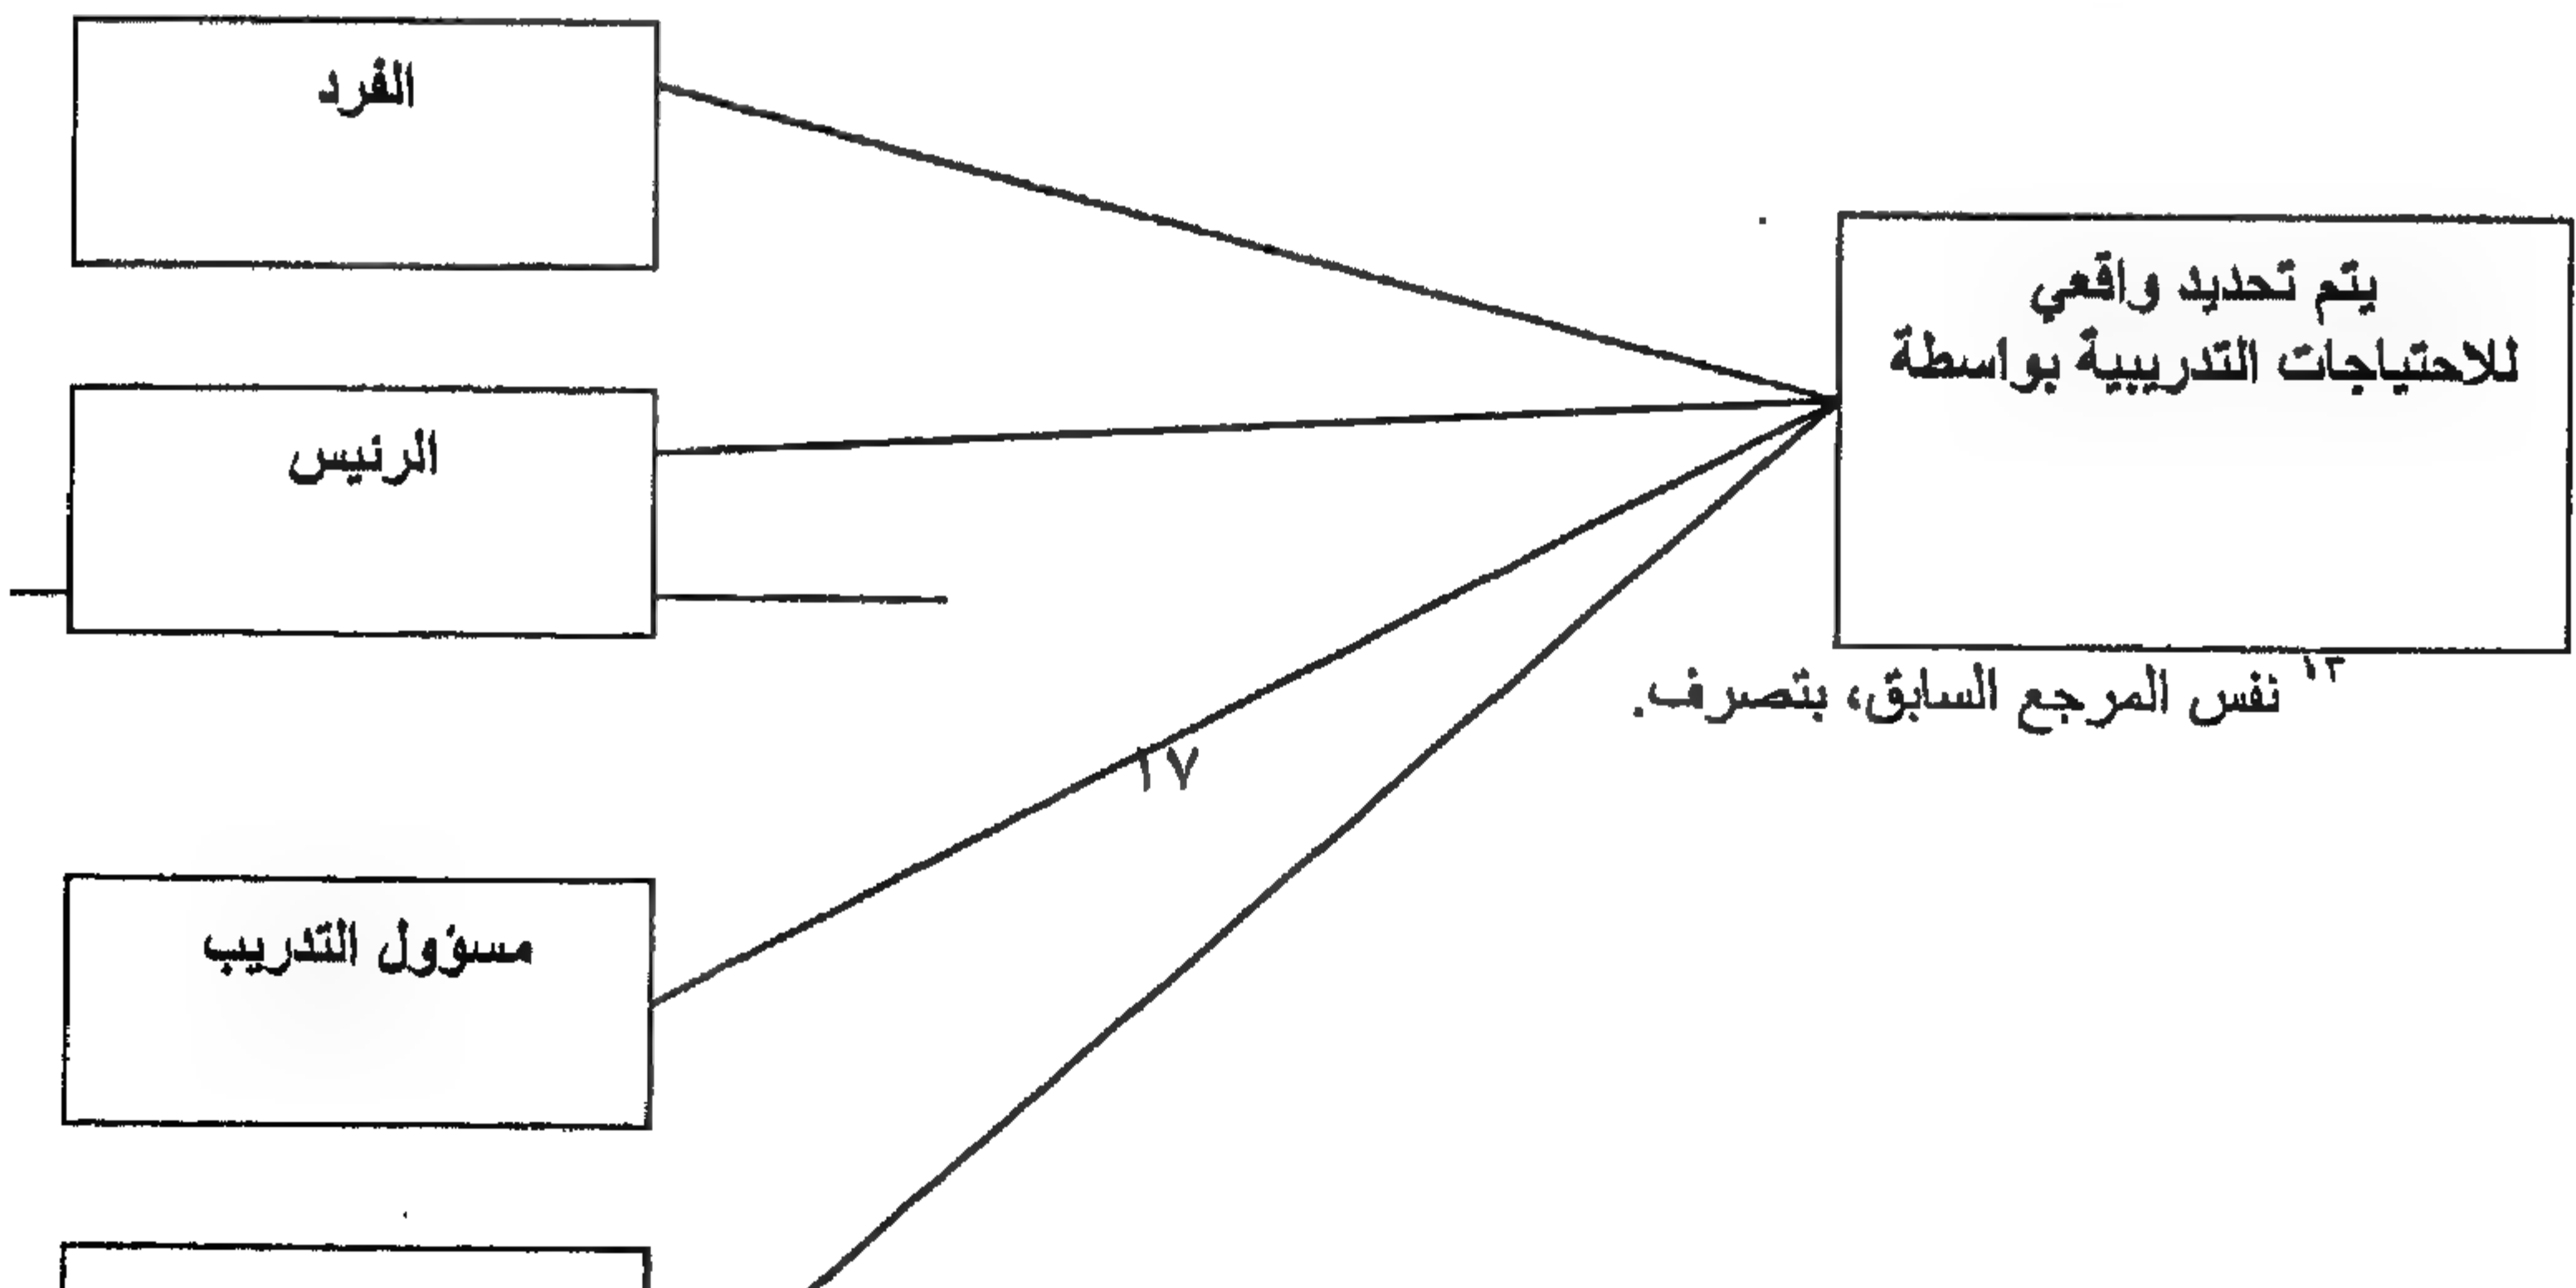 يتم تحديد واقعي
للاحتياجات التدريبية بواسطة
الفرد
الرئيس
مسؤول التدريب
١٣ نفس المرجع السابق، بتصرف.
١٧